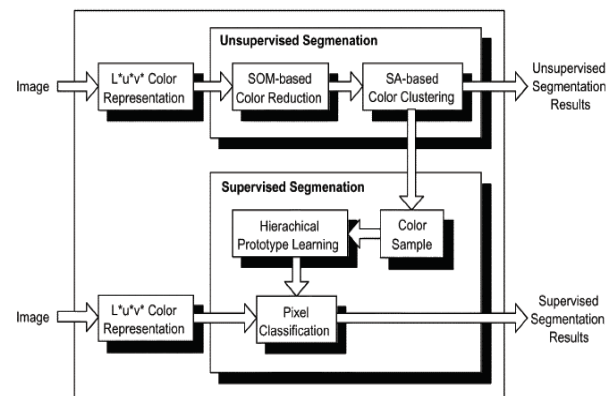 Unsupervised Segmenation
Image
L*u*v* Color
Representation
SOM-based
Color Reduction
SA-based
Color Clustering
Unsupervised
Segmentation
Results
Supervised Segmenation
Hierachical
Prototype Learning
Color
Sample
Image
L*u*v* Color
Representation
Pixel
Classification
Supervised
Segmentation
Results